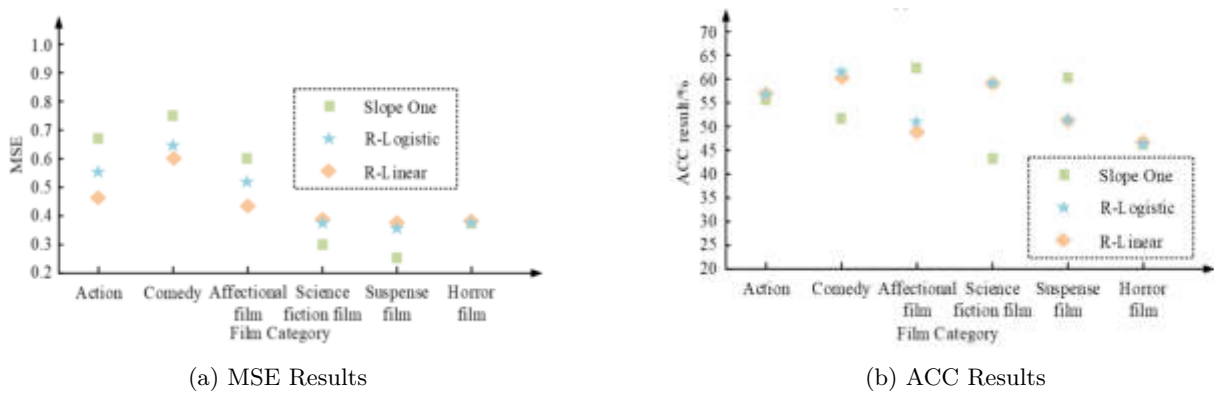 1.0
0.9
0.8
0.7
0.6
0.5
0.4
0.3
0.2
MSE
Slope One
R-Logistic
R-Linear
Action
Comedy
Affectional film
Science fiction film
Suspense film
Horror film
Film Category
(a) MSE Results
70
65
60
55
50
45
40
35
30
25
20
ACC result/%
Slope One
R-Logistic
R-Linear
Action
Comedy
Affectional film
Science fiction film
Suspense film
Horror film
Film Category
(b) ACC Results